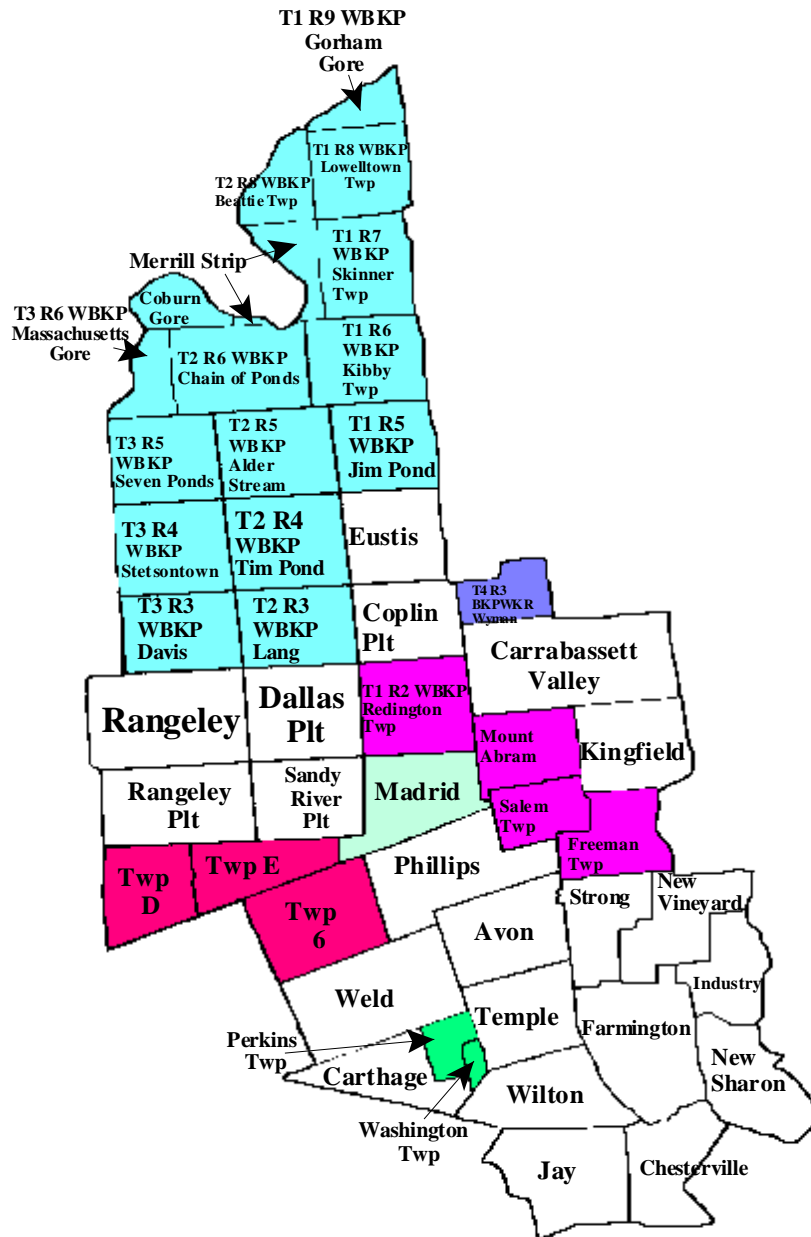 T1 R9 WBKP
Gorham
Gore
T1 R8 WBKP
Lowelltown
Twp
T2 R8 WBKP
Beattie Twp
T1 R7
WBKP
Skinner
Twp
Merrill Strip
Coburn
Gore
T3 R6 WBKP
Massachusetts
Gore
T2 R6 WBKP
Chain of Ponds
T1 R6
WBKP
Kibby
Twp
T3 R5
WBKP
Seven Ponds
T2 R5
WBKP
Alder
Stream
T1 R5
WBKP
Jim Pond
T3 R4
WBKP
Stetsontown
T2 R4
WBKP
Tim Pond
Eustis
T3 R3
WBKP
Davis
T2 R3
WBKP
Lang
Coplin
Plt
T4 R3
BKPWKR
Wyman
Carrabassett
Valley
Rangeley
Dallas
Plt
T1 R2 WBKP
Redington
Twp
Mount
Abram
Kingfield
Rangeley
Plt
Sandy
River
Plt
Madrid
Salem
Twp
Freeman
Twp
Twp
D
Twp E
Phillips
Strong
New
Vineyard
Twp
6
Avon
Industry
Weld
Temple
Farmington
Perkins
Twp
Carthage
New
Sharon
Wilton
Washington
Twp
Jay
Chesterville